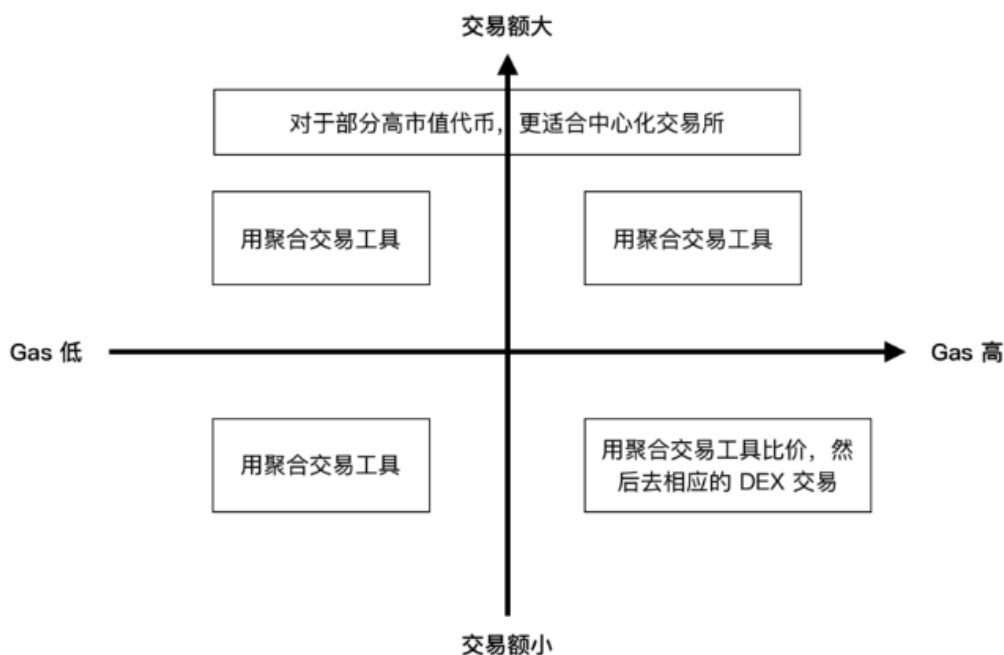 交易额大
对于部分高市值代币，更适合中心化交易所
用聚合交易工具
用聚合交易工具
Gas 低
Gas 高
用聚合交易工具
用聚合交易工具比价，然
后去相应的 DEX 交易
交易额小